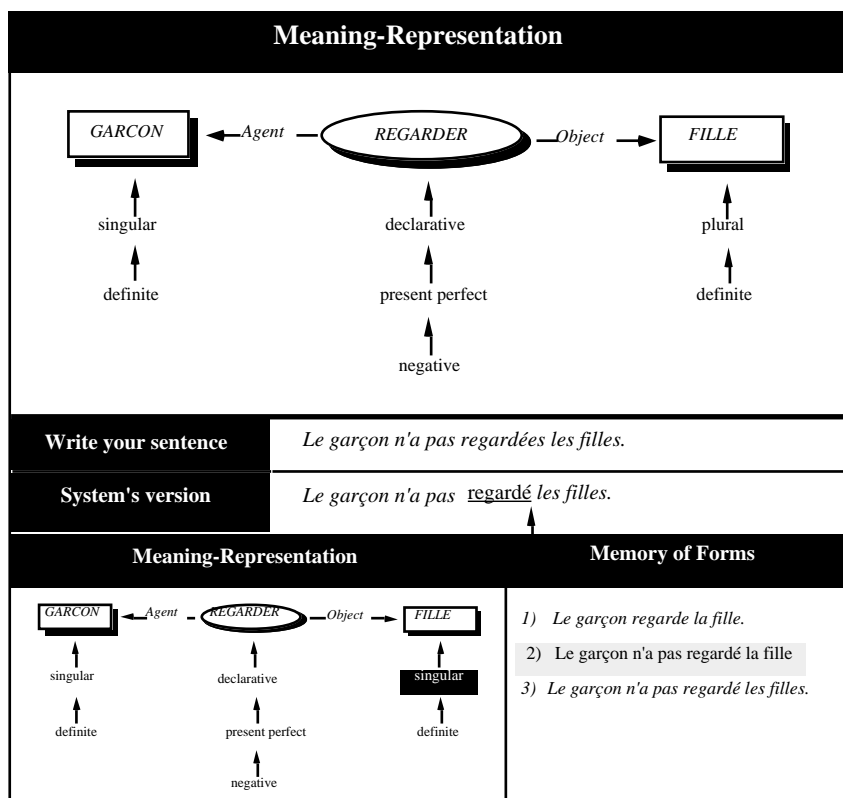 Meaning-Representation
GARCON Agent REGARDER Object FILLE
singular declarative plural
definite present perfect definite
negative
Write your sentence Le garçon n'a pas regardées les filles.
System's version Le garçon n'a pas regardé les filles.
Meaning-Representation
GARCON Agent REGARDER Object FILLE
singular declarative singular
definite present perfect definite
negative
Memory of Forms
1) Le garçon regarde la fille.
2) Le garçon n'a pas regardé la fille
3) Le garçon n'a pas regardé les filles.